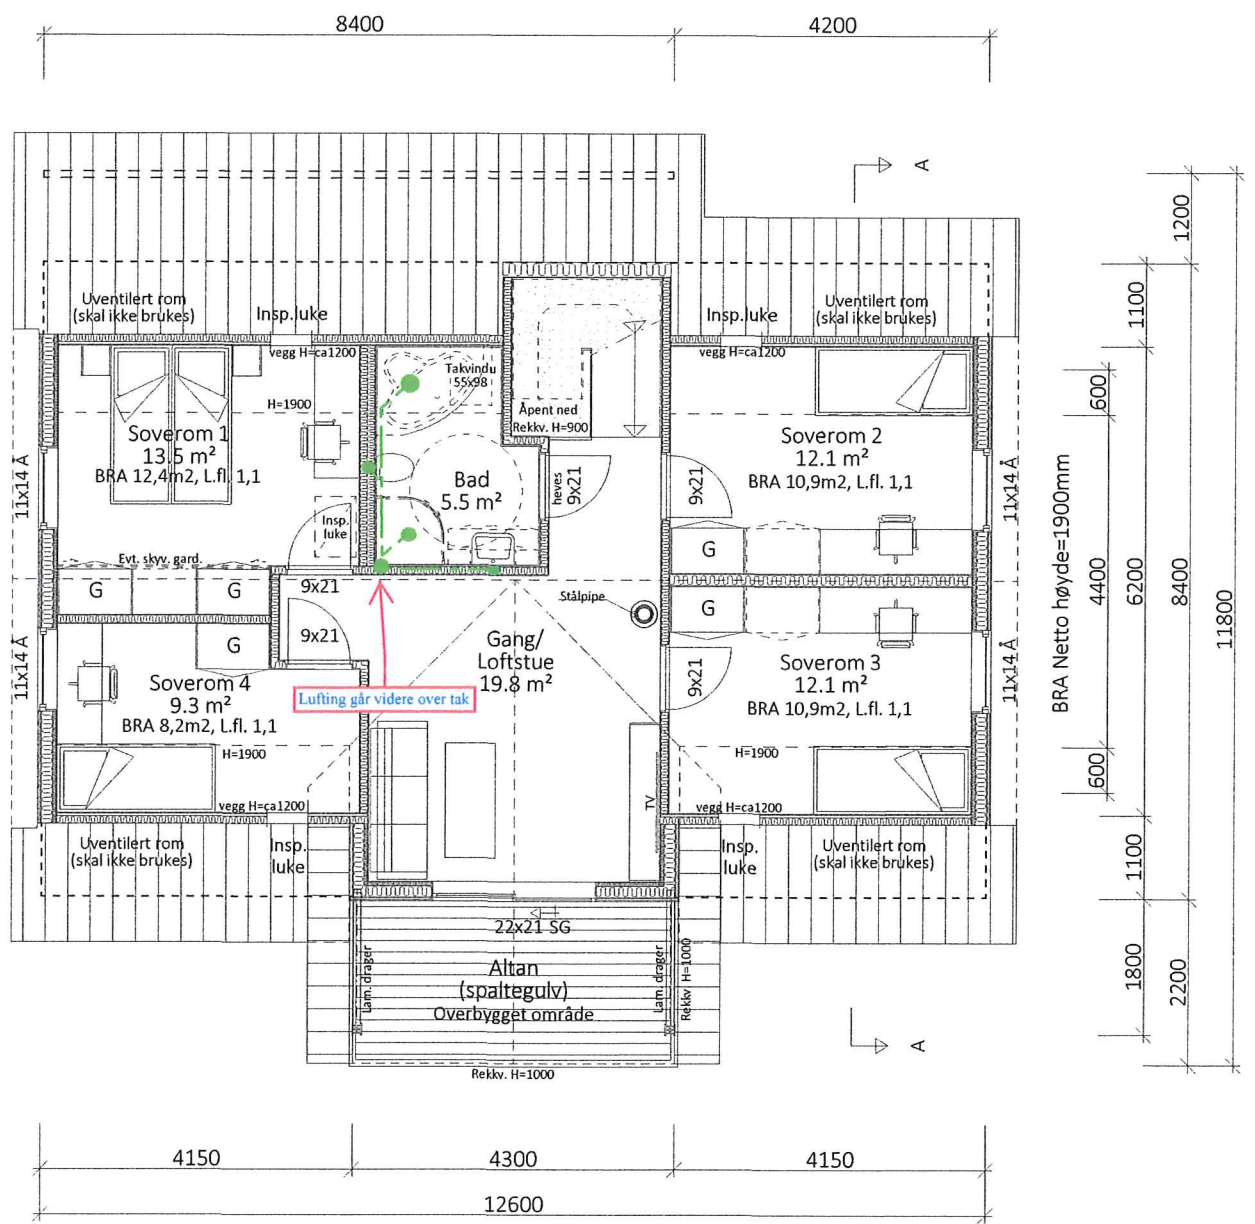 8400
4200
A
1200
Uventilert rom
(skal ikke brukes)
Insp.luke
Insp.luke
Uventilert rom
(skal ikke brukes)
1100
vegg H=ca1200
Takvindu
55x98
vegg H=ca1200
H=1900
Åpent ned
Rekkv. H=900
600
Soverom 1
13.5 m²
BRA 12,4m2, L.fl. 1,1
Soverom 2
12.1 m²
BRA 10,9m2, L.fl. 1,1
11x14 Å
Bad
5.5 m²
heves
9x21
9x21
11x14 Å
Insp.
luke
Evt. skyv. gard.
G
G
9x21
G
BRA Netto høyde=1900mm
4400
6200
8400
11800
Stålpipe
G
9x21
G
Gang/
Loftstue
19.8 m²
11x14 Å
Soverom 4
9.3 m²
BRA 8,2m2, L.fl. 1,1
Lufting går videre over tak
9x21
Soverom 3
12.1 m²
BRA 10,9m2, L.fl. 1,1
11x14 Å
H=1900
H=1900
600
vegg H=ca1200
TV
vegg H=ca1200
Uventilert rom
(skal ikke brukes)
Insp.
luke
Insp.
luke
Uventilert rom
(skal ikke brukes)
1100
22x21 SG
Lam. drager
Altan
(spaltegulv)
Overbygget område
Lam. drager
Rekkv. H=1000
1800
2200
A
Rekkv. H=1000
4150
4300
4150
12600